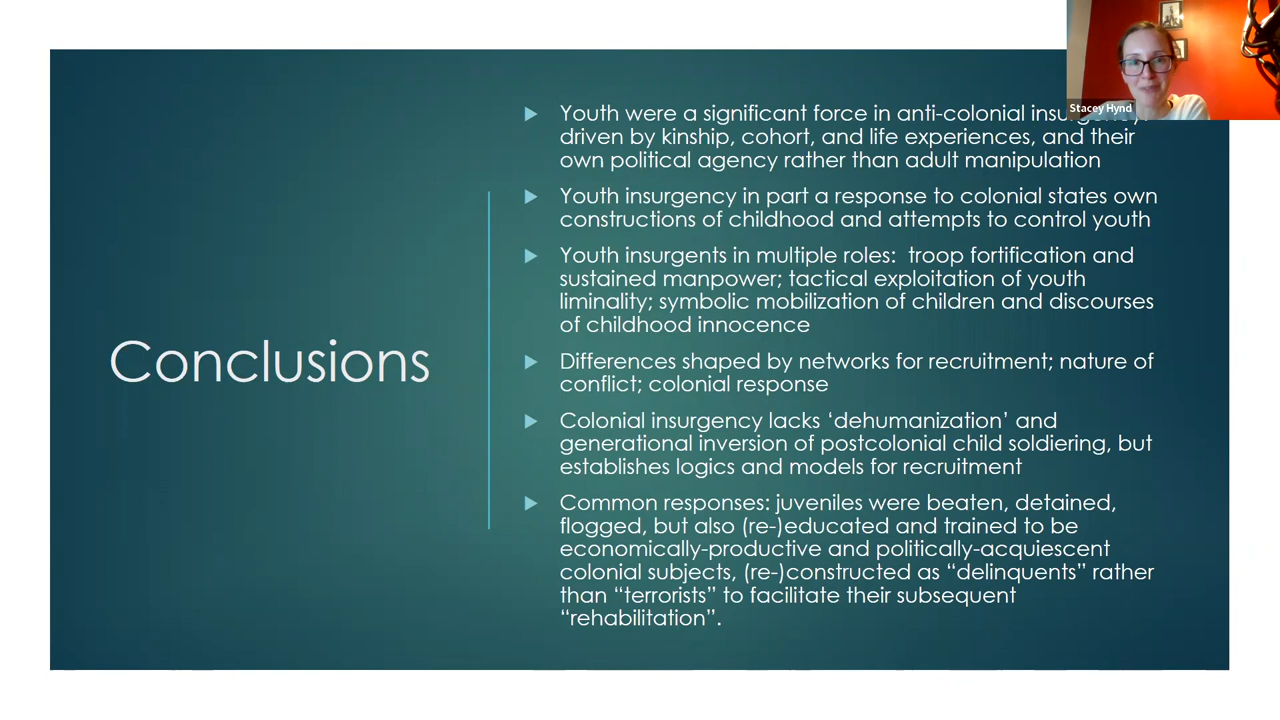 Stacey Hynd
Conclusions
Youth were a significant force in anti-colonial
driven by kinship, cohort, and life experiences, and their
own political agency rather than adult manipulation
Youth insurgency in part a response to colonial states own
constructions of childhood and attempts to control youth
Youth insurgents in multiple roles: troop fortification and
sustained manpower; tactical exploitation of youth
liminality; symbolic mobilization of children and discourses
of childhood innocence
Differences shaped by networks for recruitment; nature of
conflict; colonial response
Colonial insurgency lacks ‘dehumanization’ and
generational inversion of postcolonial child soldiering, but
establishes logics and models for recruitment
Common responses: juveniles were beaten, detained,
flogged, but also (re-)educated and trained to be
economically-productive and politically-acquiescent
colonial subjects, (re-)constructed as “delinquents” rather
than “terrorists” to facilitate their subsequent
“rehabilitation”.